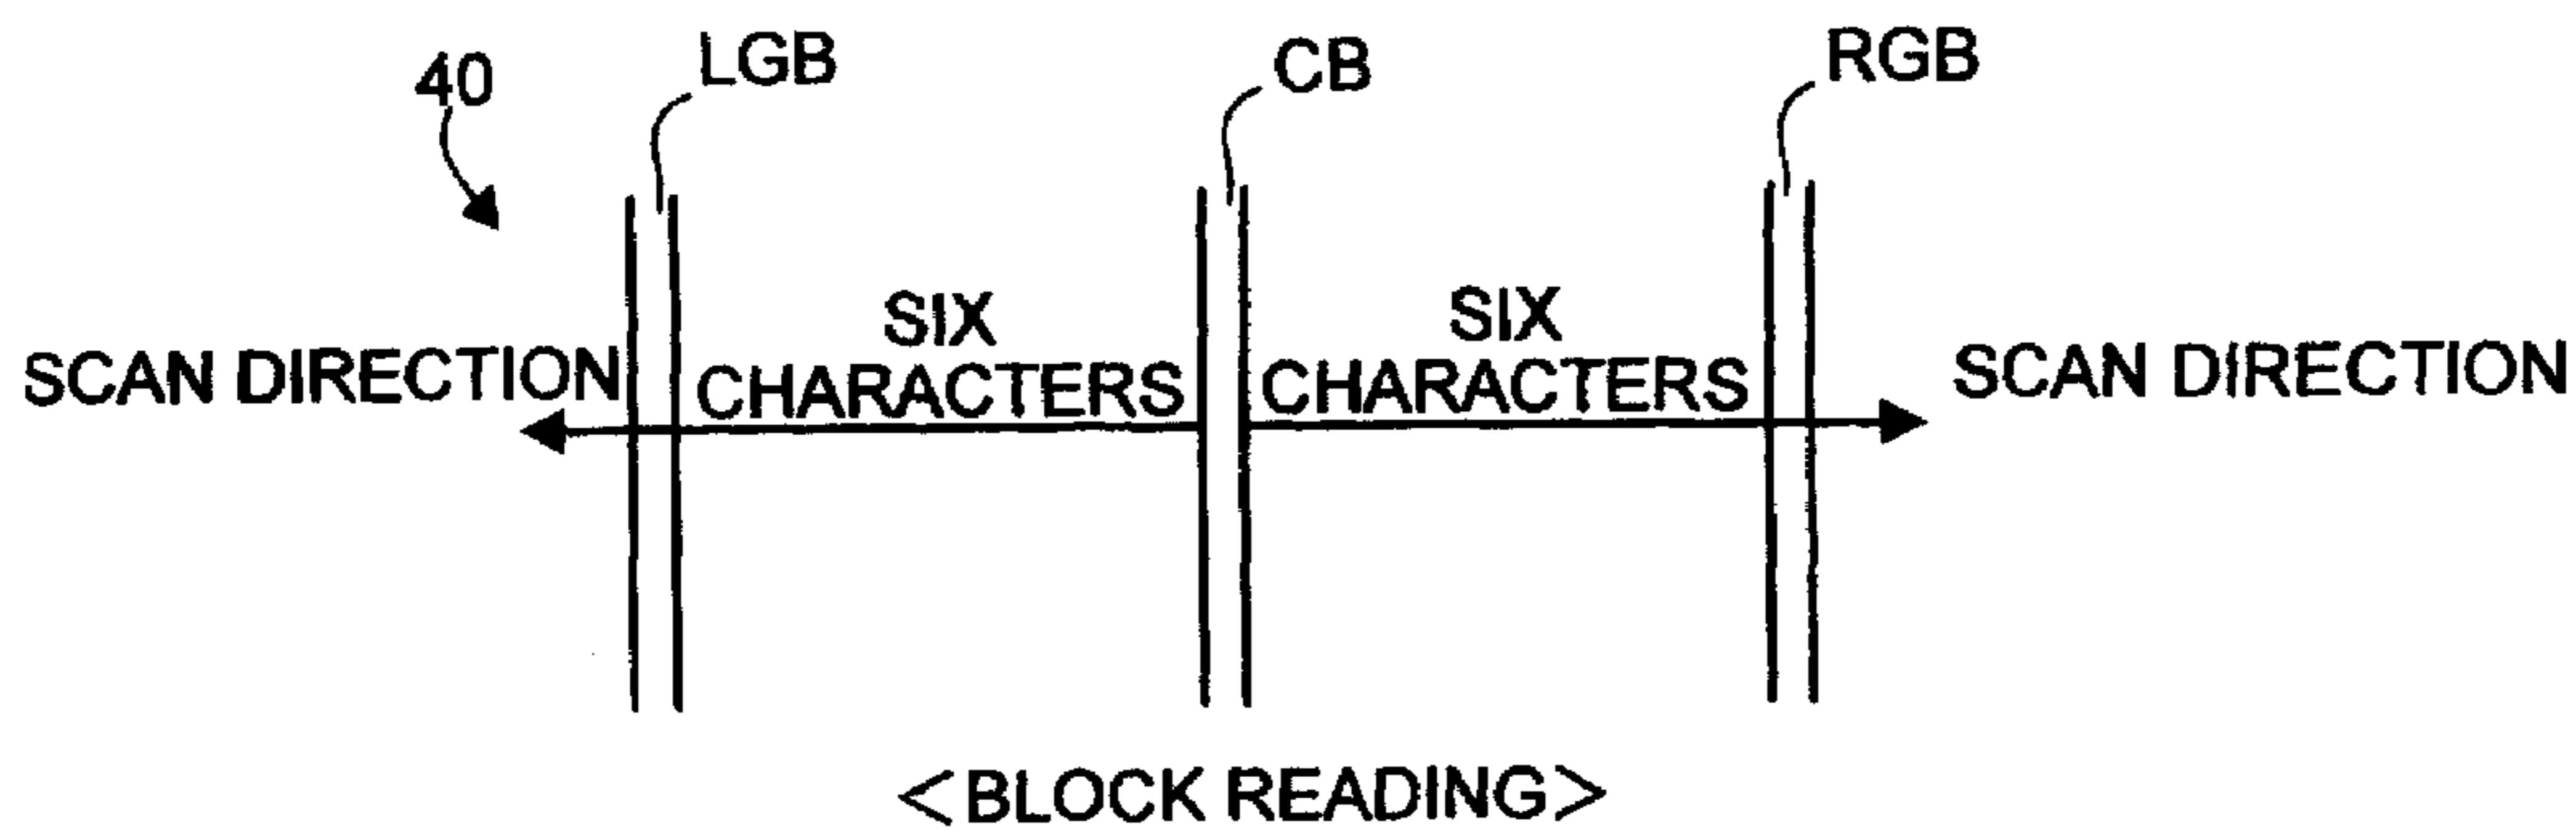 40
LGB
CB
RGB
SCAN DIRECTION
SIX
CHARACTERS
SIX
CHARACTERS
SCAN DIRECTION
<BLOCK READING>